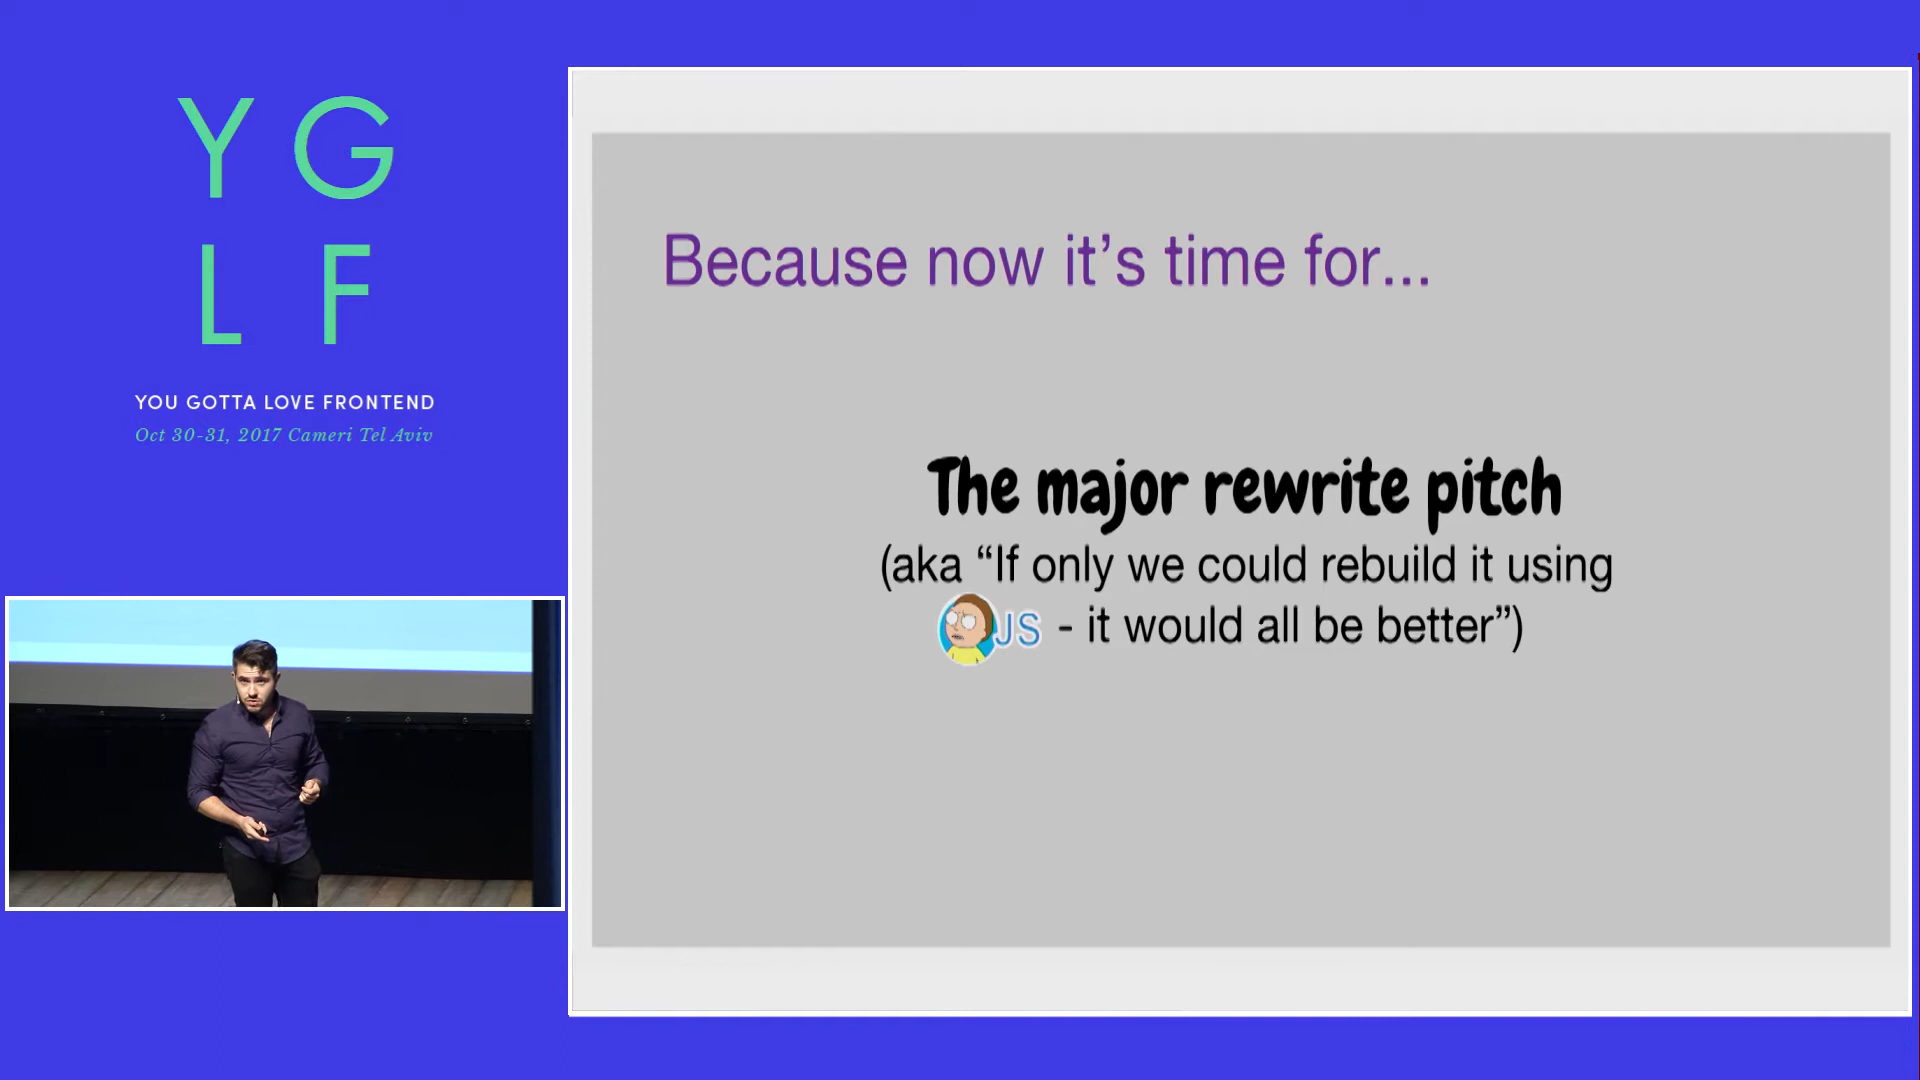 Y G
L F
YOU GOTTA LOVE FRONTEND
Oct 30-31, 2017 Cameri Tel Aviv
Because now it’s time for...
The major rewrite pitch
(aka “If only we could rebuild it using
JS - it would all be better”)